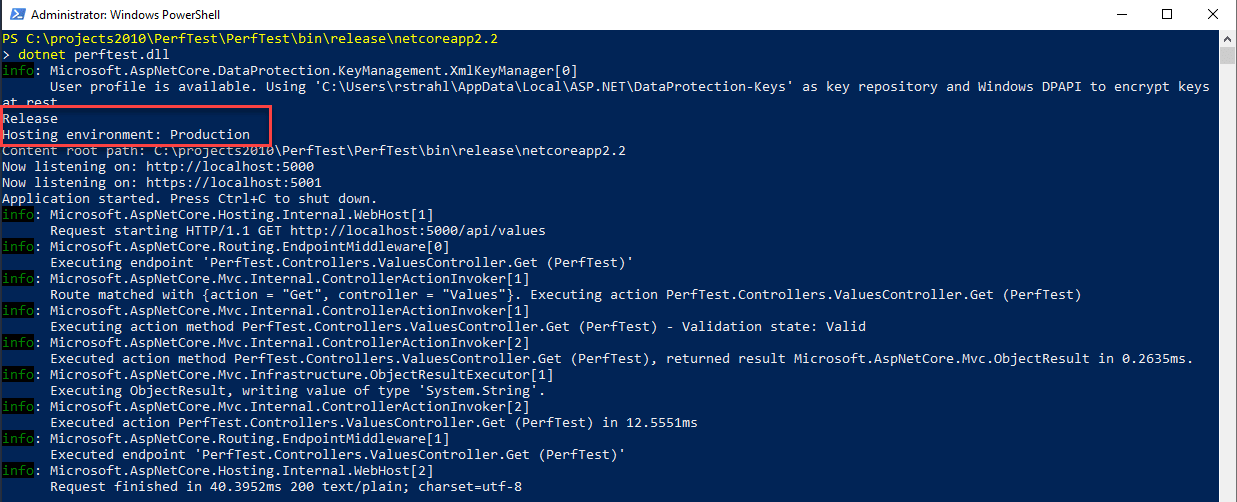 Administrator: Windows PowerShell
PS C:\projects2010\PerfTest\PerfTest\bin\release\netcoreapp2.2
> dotnet perftest.dll
info: Microsoft.AspNetCore.DataProtection.KeyManagement.XmlKeyManager[0]
      User profile is available. Using 'C:\Users\rstrahl\AppData\Local\ASP.NET\DataProtection-Keys' as key repository and Windows DPAPI to encrypt keys
at rest
Release
Hosting environment: Production
Content root path: C:\projects2010\PerfTest\PerfTest\bin\release\netcoreapp2.2
Now listening on: http://localhost:5000
Now listening on: https://localhost:5001
Application started. Press Ctrl+C to shut down.
info: Microsoft.AspNetCore.Hosting.Internal.WebHost[1]
      Request starting HTTP/1.1 GET http://localhost:5000/api/values
info: Microsoft.AspNetCore.Routing.EndpointMiddleware[0]
      Executing endpoint 'PerfTest.Controllers.ValuesController.Get (PerfTest)'
info: Microsoft.AspNetCore.Mvc.Internal.ControllerActionInvoker[1]
      Route matched with {action = "Get", controller = "Values"}. Executing action PerfTest.Controllers.ValuesController.Get (PerfTest)
info: Microsoft.AspNetCore.Mvc.Internal.ControllerActionInvoker[1]
      Executing action method PerfTest.Controllers.ValuesController.Get (PerfTest) - Validation state: Valid
info: Microsoft.AspNetCore.Mvc.Internal.ControllerActionInvoker[2]
      Executed action method PerfTest.Controllers.ValuesController.Get (PerfTest), returned result Microsoft.AspNetCore.Mvc.ObjectResult in 0.2635ms.
info: Microsoft.AspNetCore.Mvc.Infrastructure.ObjectResultExecutor[1]
      Executing ObjectResult, writing value of type 'System.String'.
info: Microsoft.AspNetCore.Mvc.Internal.ControllerActionInvoker[2]
      Executed action PerfTest.Controllers.ValuesController.Get (PerfTest) in 12.5551ms
info: Microsoft.AspNetCore.Routing.EndpointMiddleware[1]
      Executed endpoint 'PerfTest.Controllers.ValuesController.Get (PerfTest)'
info: Microsoft.AspNetCore.Hosting.Internal.WebHost[2]
      Request finished in 40.3952ms 200 text/plain; charset=utf-8